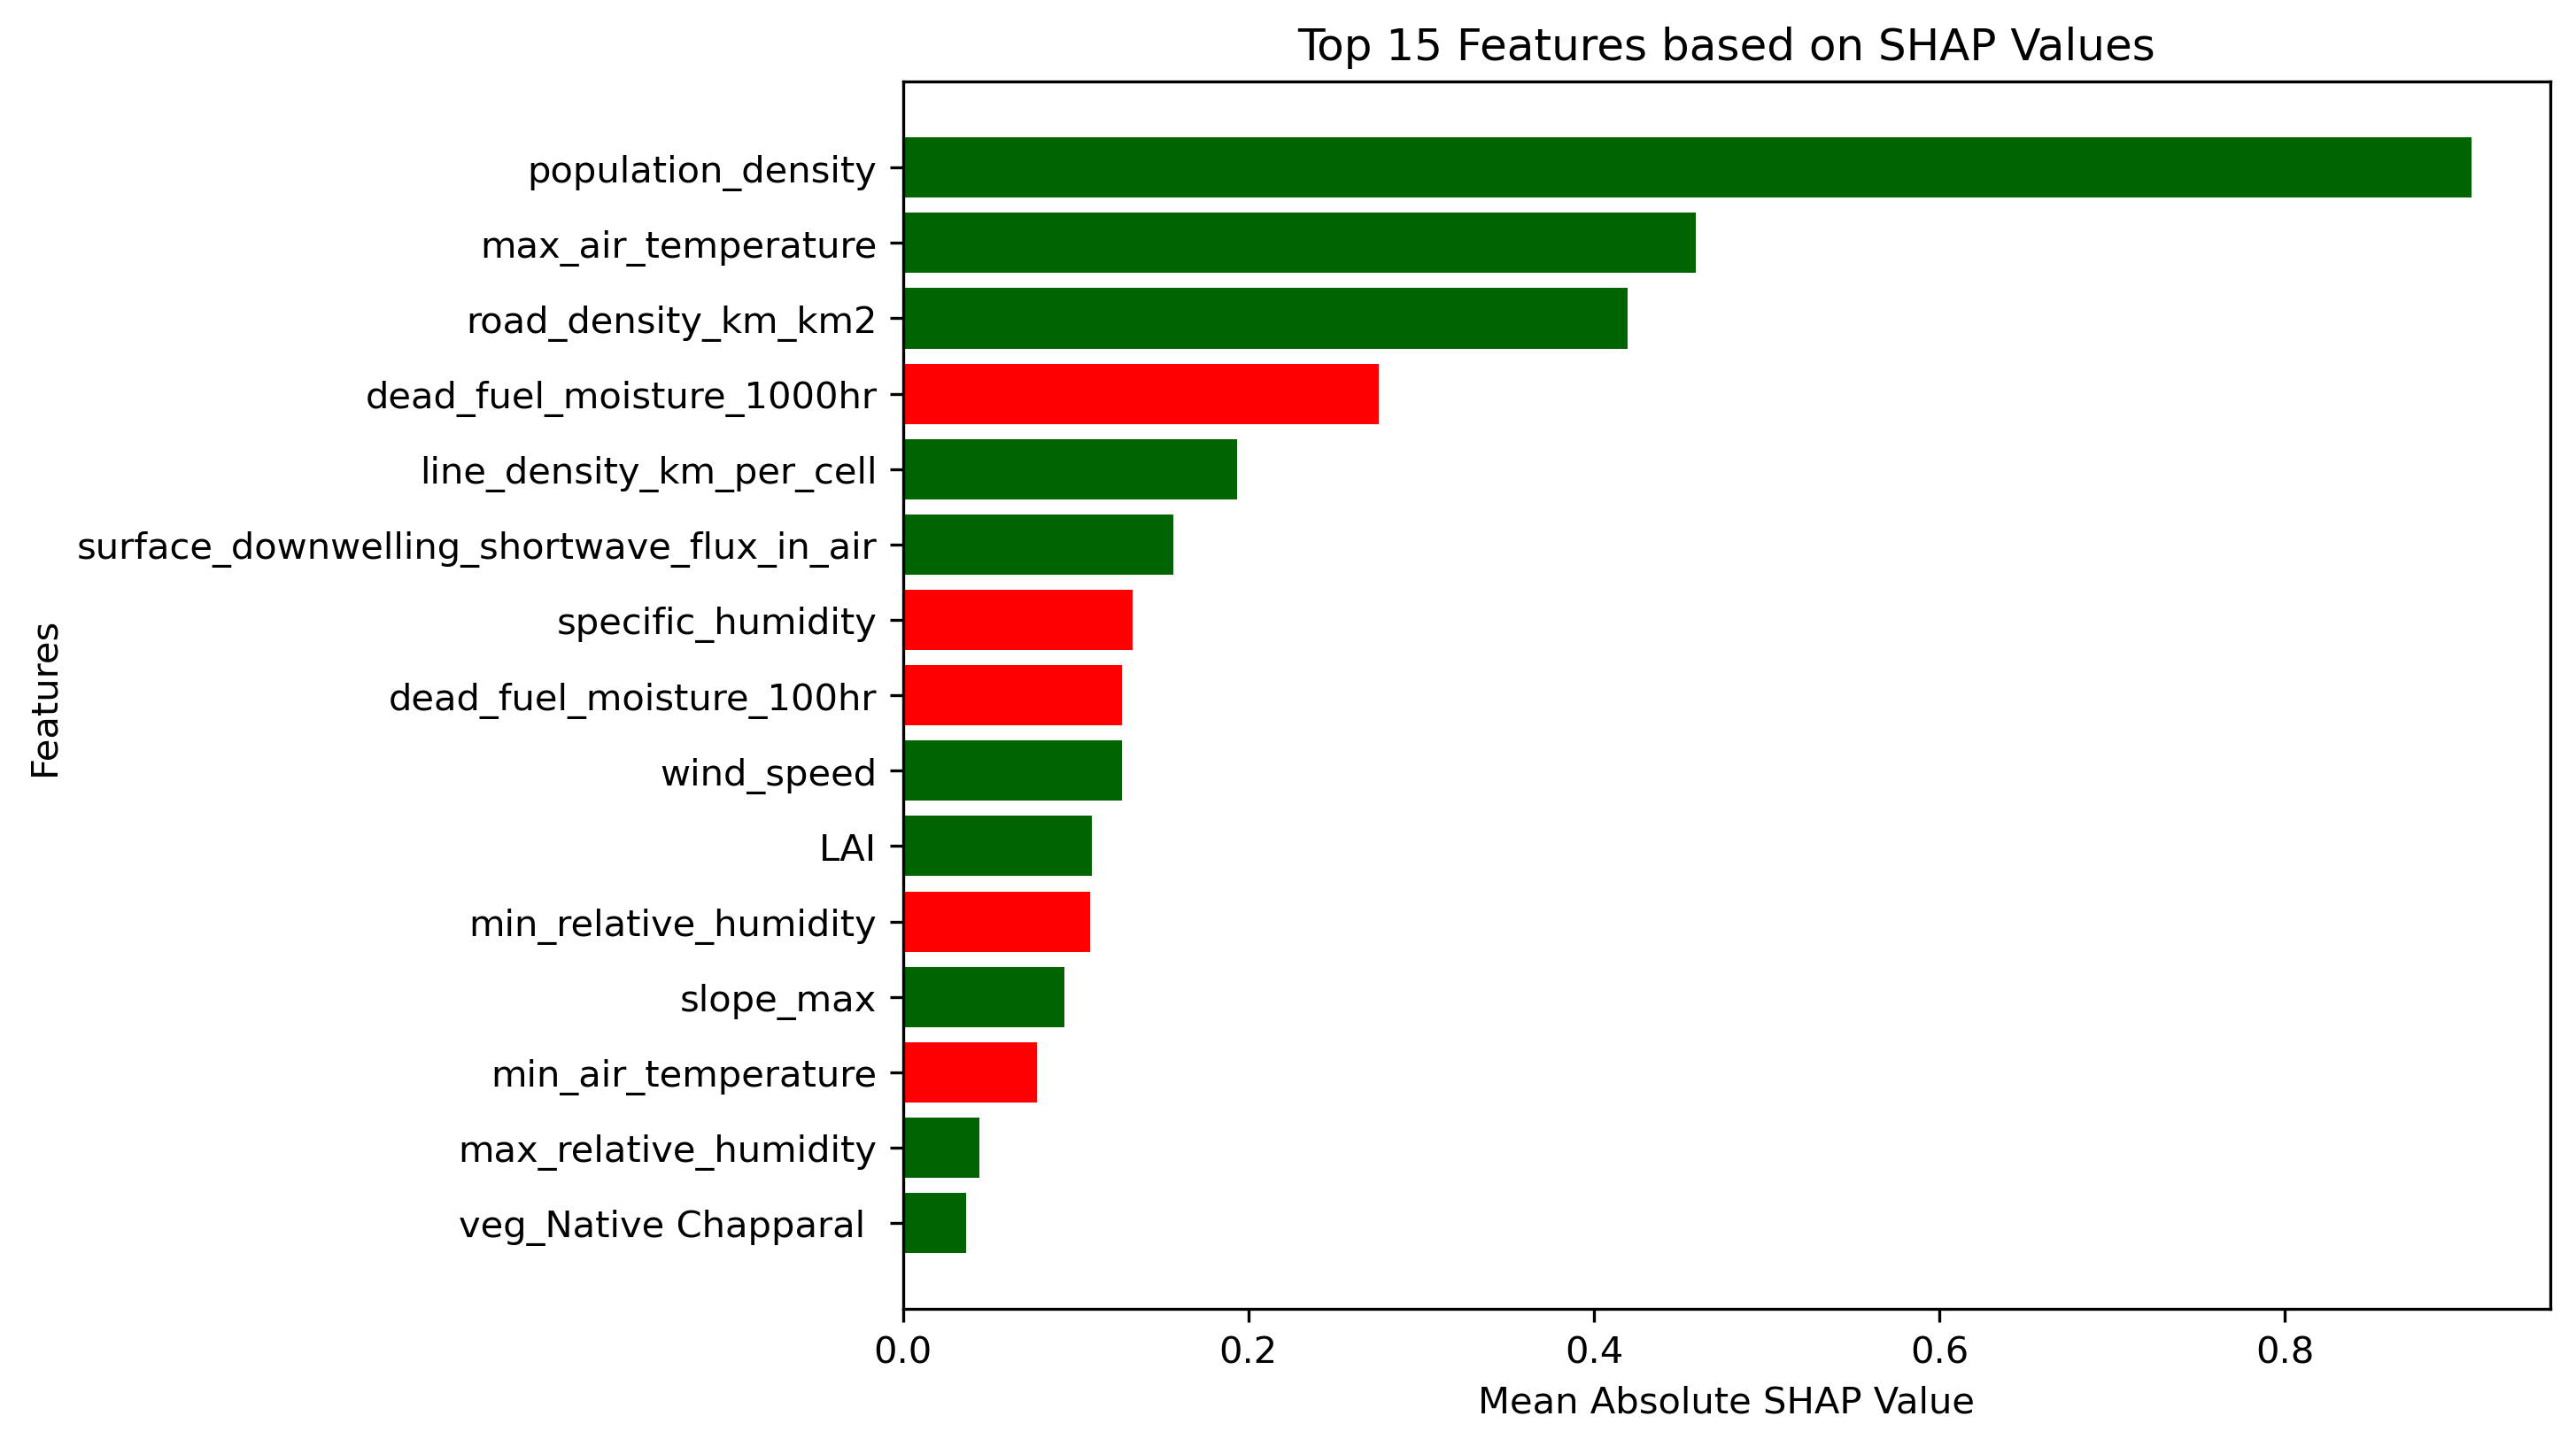 Top 15 Features based on SHAP Values
population_density
max_air_temperature
road_density_km_km2
dead_fuel_moisture_1000hr
line_density_km_per_cell
surface_downwelling_shortwave_flux_in_air
specific_humidity
dead_fuel_moisture_100hr
wind_speed
LAI
min_relative_humidity
slope_max
min_air_temperature
max_relative_humidity
veg_Native Chapparal
Features
0.0 0.2 0.4 0.6 0.8
Mean Absolute SHAP Value